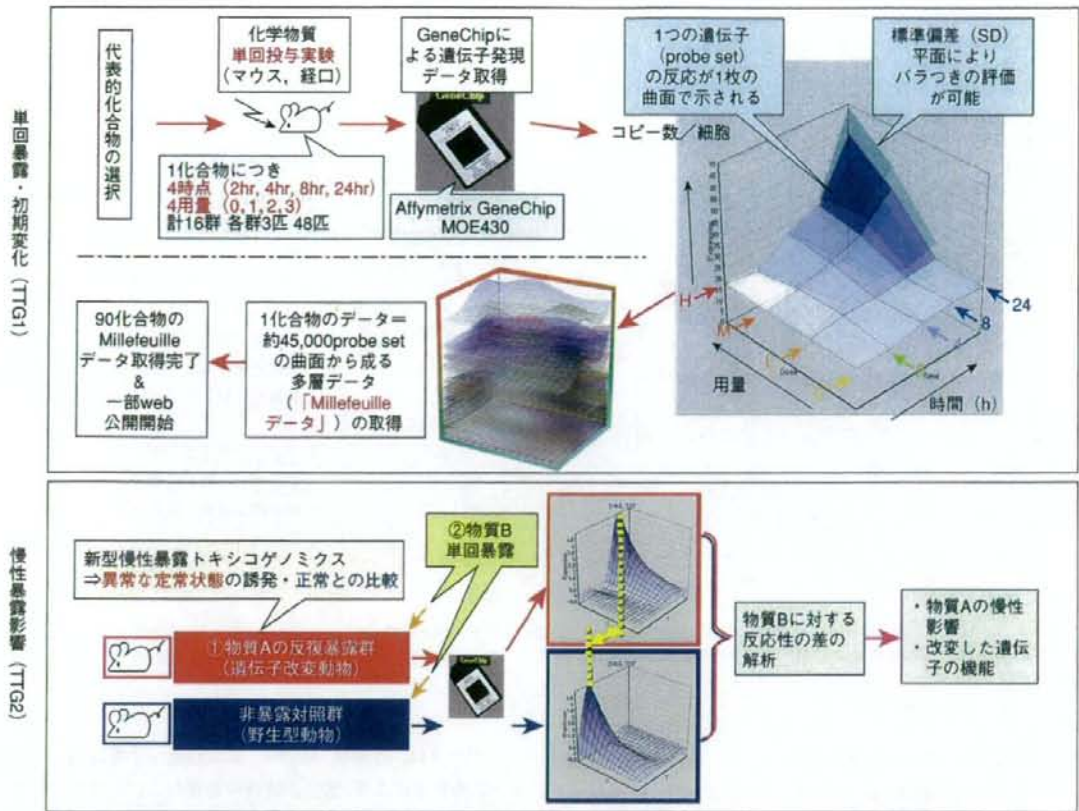 単回暴露・初期変化（TTG1）
代表的化合物の選択
化学物質
単回投与実験
（マウス，経口）
1化合物につき
4時点（2hr, 4hr, 8hr, 24hr）
4用量（0, 1, 2, 3）
計16群 各群3匹 48匹
GeneChipに
よる遺伝子発現
データ取得
GeneChip
Affymetrix GeneChip
MOE430
コピー数／細胞
1つの遺伝子
（probe set）
の反応が1枚の
曲面で示される
標準偏差（SD）
平面により
バラつきの評価
が可能
H
M
L
24
8
Dose
Time
用量
時間（h）
1化合物のデータ＝
約45,000probe set
の曲面から成る
多層データ
（「Millefeuille
データ」）の取得
90化合物の
Millefeuille
データ取得完了
＆
一部web
公開開始
慢性暴露影響（TTG2）
新型慢性暴露トキシコゲノミクス
⇒異常な定常状態の誘発・正常との比較
②物質B
単回暴露
①物質Aの反復暴露群
（遺伝子改変動物）
非暴露対照群
（野生型動物）
GeneChip
物質Bに対する
反応性の差の
解析
・物質Aの慢性
影響
・改変した遺伝
子の機能